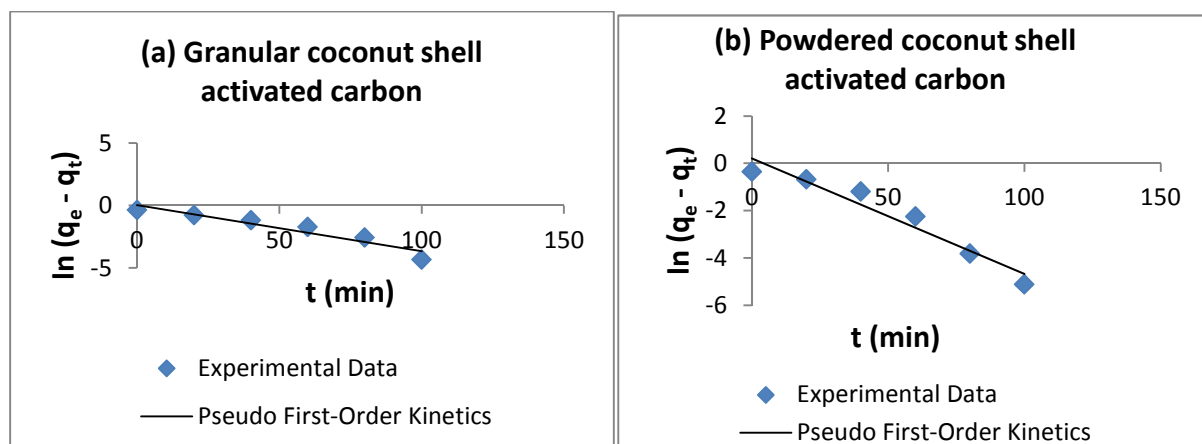 (a) Granular coconut shell
activated carbon
5
0
-5
0
50
100
150
ln (qₑ - qₜ)
t (min)
Experimental Data
Pseudo First-Order Kinetics
(b) Powdered coconut shell
activated carbon
2
0
-2
-4
-6
0
50
100
150
ln (qₑ - qₜ)
t (min)
Experimental Data
Pseudo First-Order Kinetics